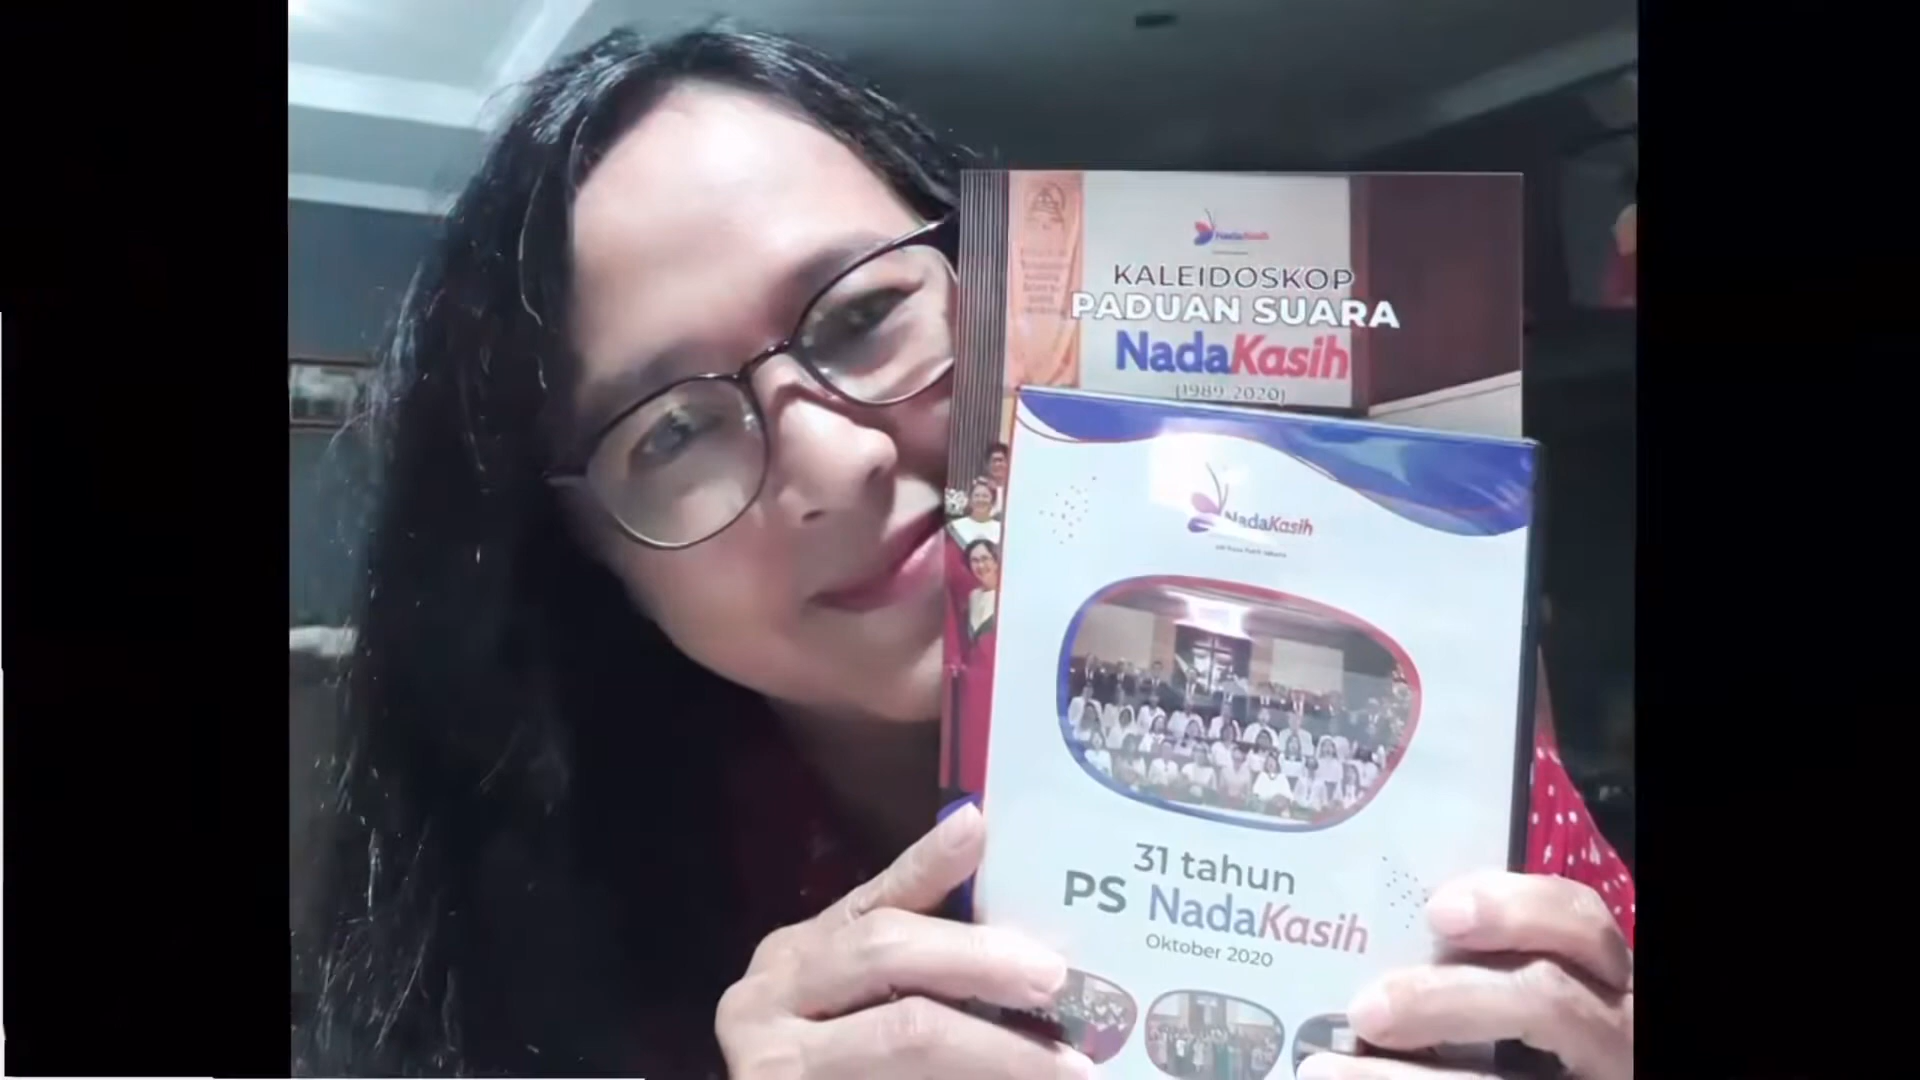 NadaKasih
KALEIDOSKOP
PADUAN SUARA
NadaKasih
(1989-2020)
NadaKasih
31 tahun
PS NadaKasih
Oktober 2020